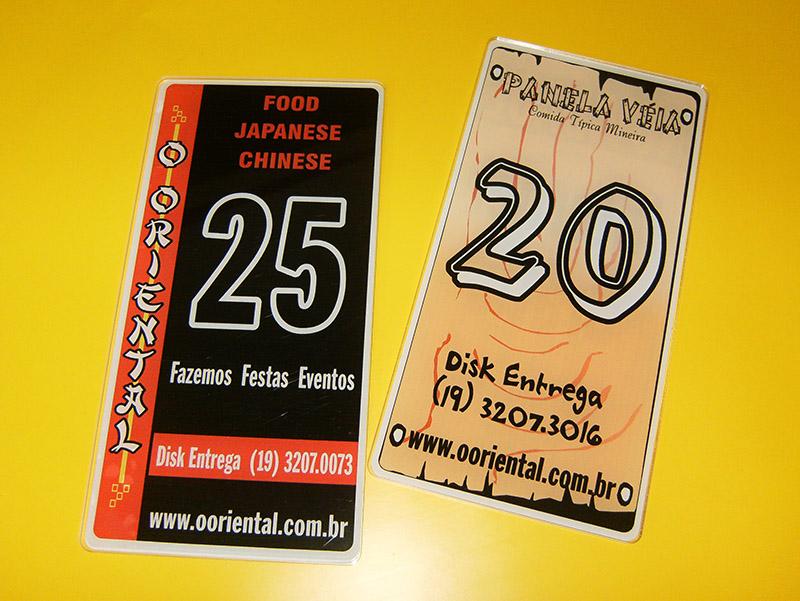 O ORIENTAL
FOOD
JAPANESE
CHINESE
25
Fazemos Festas Eventos
Disk Entrega (19) 3207.0073
www.ooriental.com.br
PANELA VÉIA
Comida Típica Mineira
20
Disk Entrega
(19) 3207.3016
www.ooriental.com.br